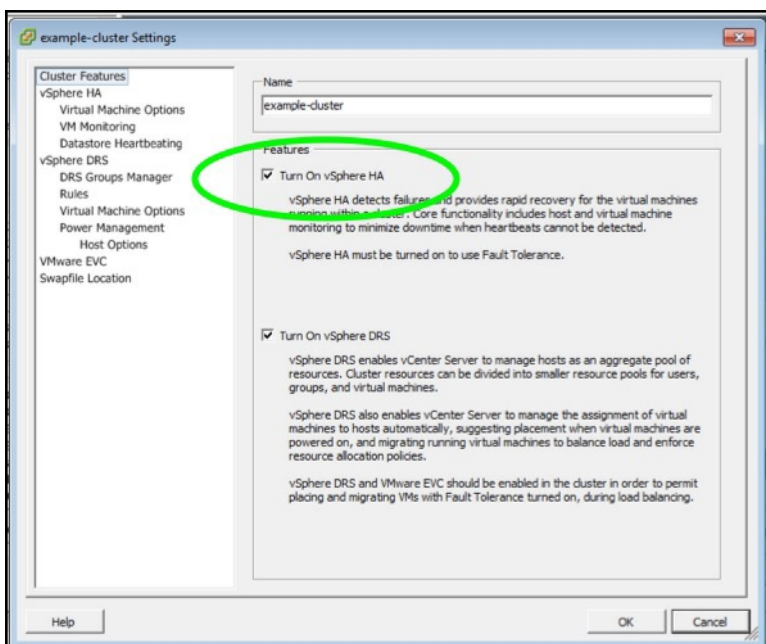 example-cluster Settings
Cluster Features
vSphere HA
Virtual Machine Options
VM Monitoring
Datastore Heartbeating
vSphere DRS
DRS Groups Manager
Rules
Virtual Machine Options
Power Management
Host Options
VMware EVC
Swapfile Location
Name
example-cluster
Features
Turn On vSphere HA
vSphere HA detects failures and provides rapid recovery for the virtual machines
running within a cluster. Core functionality includes host and virtual machine
monitoring to minimize downtime when heartbeats cannot be detected.
vSphere HA must be turned on to use Fault Tolerance.
Turn On vSphere DRS
vSphere DRS enables vCenter Server to manage hosts as an aggregate pool of
resources. Cluster resources can be divided into smaller resource pools for users,
groups, and virtual machines.
vSphere DRS also enables vCenter Server to manage the assignment of virtual
machines to hosts automatically, suggesting placement when virtual machines are
powered on, and migrating running virtual machines to balance load and enforce
resource allocation policies.
vSphere DRS and VMware EVC should be enabled in the cluster in order to permit
placing and migrating VMs with Fault Tolerance turned on, during load balancing.
Help
OK
Cancel